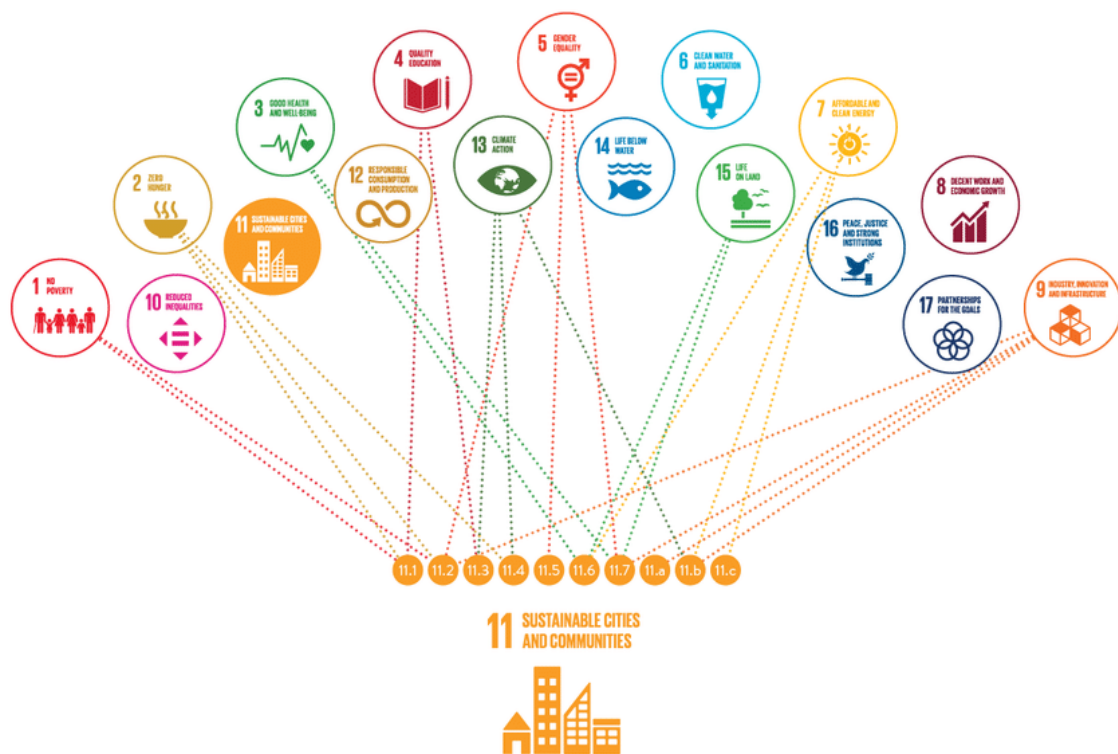 5 GENDER
EQUALITY
4 QUALITY
EDUCATION
6 CLEAN WATER
AND SANITATION
3 GOOD HEALTH
AND WELL-BEING
7 AFFORDABLE AND
CLEAN ENERGY
13 CLIMATE
ACTION
14 LIFE BELOW
WATER
2 ZERO
HUNGER
12 RESPONSIBLE
CONSUMPTION
AND PRODUCTION
15 LIFE
ON LAND
8 DECENT WORK AND
ECONOMIC GROWTH
11 SUSTAINABLE CITIES
AND COMMUNITIES
16 PEACE, JUSTICE
AND STRONG
INSTITUTIONS
1 NO
POVERTY
10 REDUCED
INEQUALITIES
17 PARTNERSHIPS
FOR THE GOALS
9 INDUSTRY, INNOVATION
AND INFRASTRUCTURE
11.1 11.2 11.3 11.4 11.5 11.6 11.7 11.a 11.b 11.c
11 SUSTAINABLE CITIES
AND COMMUNITIES